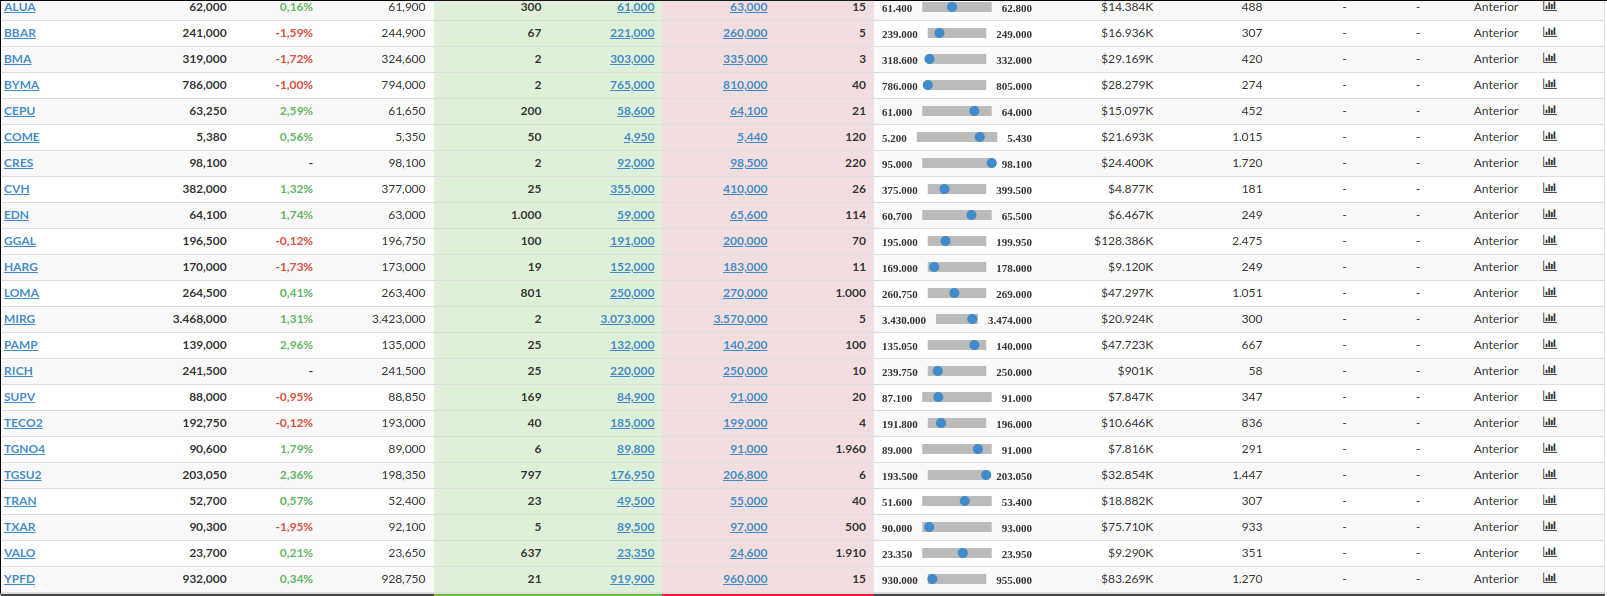 ALUA 62,000 0,16% 61,900 300 61,000 63,000 15 61.400 62.800 $14.384K 488 - - Anterior
BBAR 241,000 -1,59% 244,900 67 221,000 260,000 5 239.000 249.000 $16.936K 307 - - Anterior
BMA 319,000 -1,72% 324,600 2 303,000 335,000 3 318.600 332.000 $29.169K 420 - - Anterior
BYMA 786,000 -1,00% 794,000 2 765,000 810,000 40 786.000 805.000 $28.279K 274 - - Anterior
CEPU 63,250 2,59% 61,650 200 58,600 64,100 21 61.000 64.000 $15.097K 452 - - Anterior
COME 5,380 0,56% 5,350 50 4,950 5,440 120 5.200 5.430 $21.693K 1.015 - - Anterior
CRES 98,100 - 98,100 2 92,000 98,500 220 95.000 98.100 $24.400K 1.720 - - Anterior
CVH 382,000 1,32% 377,000 25 355,000 410,000 26 375.000 399.500 $4.877K 181 - - Anterior
EDN 64,100 1,74% 63,000 1.000 59,000 65,600 114 60.700 65.500 $6.467K 249 - - Anterior
GGAL 196,500 -0,12% 196,750 100 191,000 200,000 70 195.000 199.950 $128.386K 2.475 - - Anterior
HARG 170,000 -1,73% 173,000 19 152,000 183,000 11 169.000 178.000 $9.120K 249 - - Anterior
LOMA 264,500 0,41% 263,400 801 250,000 270,000 1.000 260.750 269.000 $47.297K 1.051 - - Anterior
MIRG 3.468,000 1,31% 3.423,000 2 3.073,000 3.570,000 5 3.430.000 3.474.000 $20.924K 300 - - Anterior
PAMP 139,000 2,96% 135,000 25 132,000 140,200 100 135.050 140.000 $47.723K 667 - - Anterior
RICH 241,500 - 241,500 25 220,000 250,000 10 239.750 250.000 $901K 58 - - Anterior
SUPV 88,000 -0,95% 88,850 169 84,900 91,000 20 87.100 91.000 $7.847K 347 - - Anterior
TECO2 192,750 -0,12% 193,000 40 185,000 199,000 4 191.800 196.000 $10.646K 836 - - Anterior
TGNO4 90,600 1,79% 89,000 6 89,800 91,000 1.960 89.000 91.000 $7.816K 291 - - Anterior
TGSU2 203,050 2,36% 198,350 797 176,950 206,800 6 193.500 203.050 $32.854K 1.447 - - Anterior
TRAN 52,700 0,57% 52,400 23 49,500 55,000 40 51.600 53.400 $18.882K 307 - - Anterior
TXAR 90,300 -1,95% 92,100 5 89,500 97,000 500 90.000 93.000 $75.710K 933 - - Anterior
VALO 23,700 0,21% 23,650 637 23,350 24,600 1.910 23.350 23.950 $9.290K 351 - - Anterior
YPFD 932,000 0,34% 928,750 21 919,900 960,000 15 930.000 955.000 $83.269K 1.270 - - Anterior